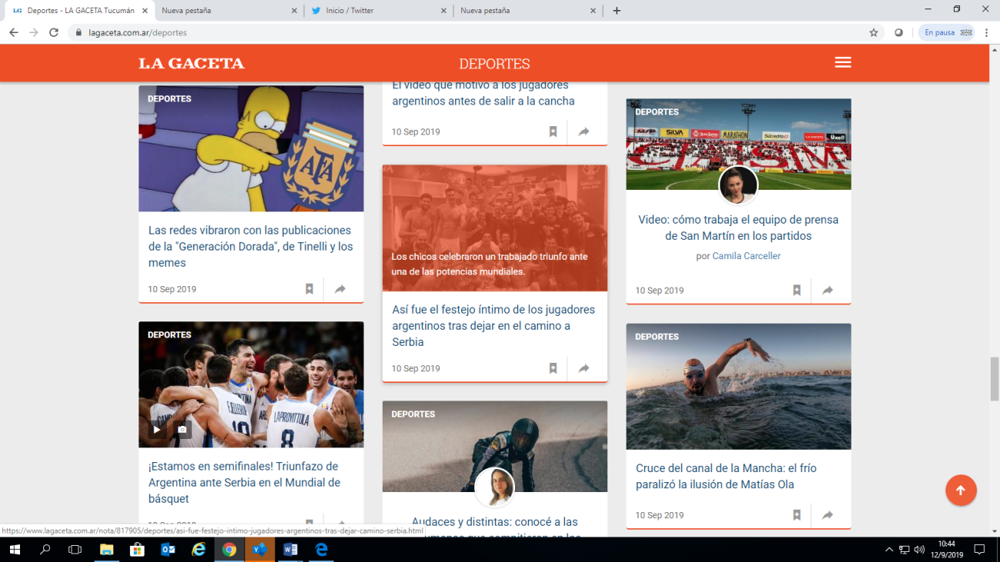 Deportes - LA GACETA Tucumán
Nueva pestaña
Inicio / Twitter
Nueva pestaña
lagaceta.com.ar/deportes
En pausa
LA GACETA
DEPORTES
DEPORTES
AFA
Las redes vibraron con las publicaciones
de la "Generación Dorada", de Tinelli y los
memes
10 Sep 2019
DEPORTES
LAPROVITTOLA
8
¡Estamos en semifinales! Triunfazo de
Argentina ante Serbia en el Mundial de
básquet
El video que motivó a los jugadores
argentinos antes de salir a la cancha
10 Sep 2019
Los chicos celebraron un trabajado triunfo ante
una de las potencias mundiales.
Así fue el festejo íntimo de los jugadores
argentinos tras dejar en el camino a
Serbia
10 Sep 2019
DEPORTES
Audaces y distintas: conocé a las
DEPORTES
SILVA
MARATHON
LA GACETA
CASM
Video: cómo trabaja el equipo de prensa
de San Martín en los partidos
por Camila Carceller
10 Sep 2019
DEPORTES
Cruce del canal de la Mancha: el frío
paralizó la ilusión de Matías Ola
10 Sep 2019
https://www.lagaceta.com.ar/nota/817905/deportes/asi-fue-festejo-intimo-jugadores-argentinos-tras-dejar-camino-serbia.html
10:44
12/9/2019